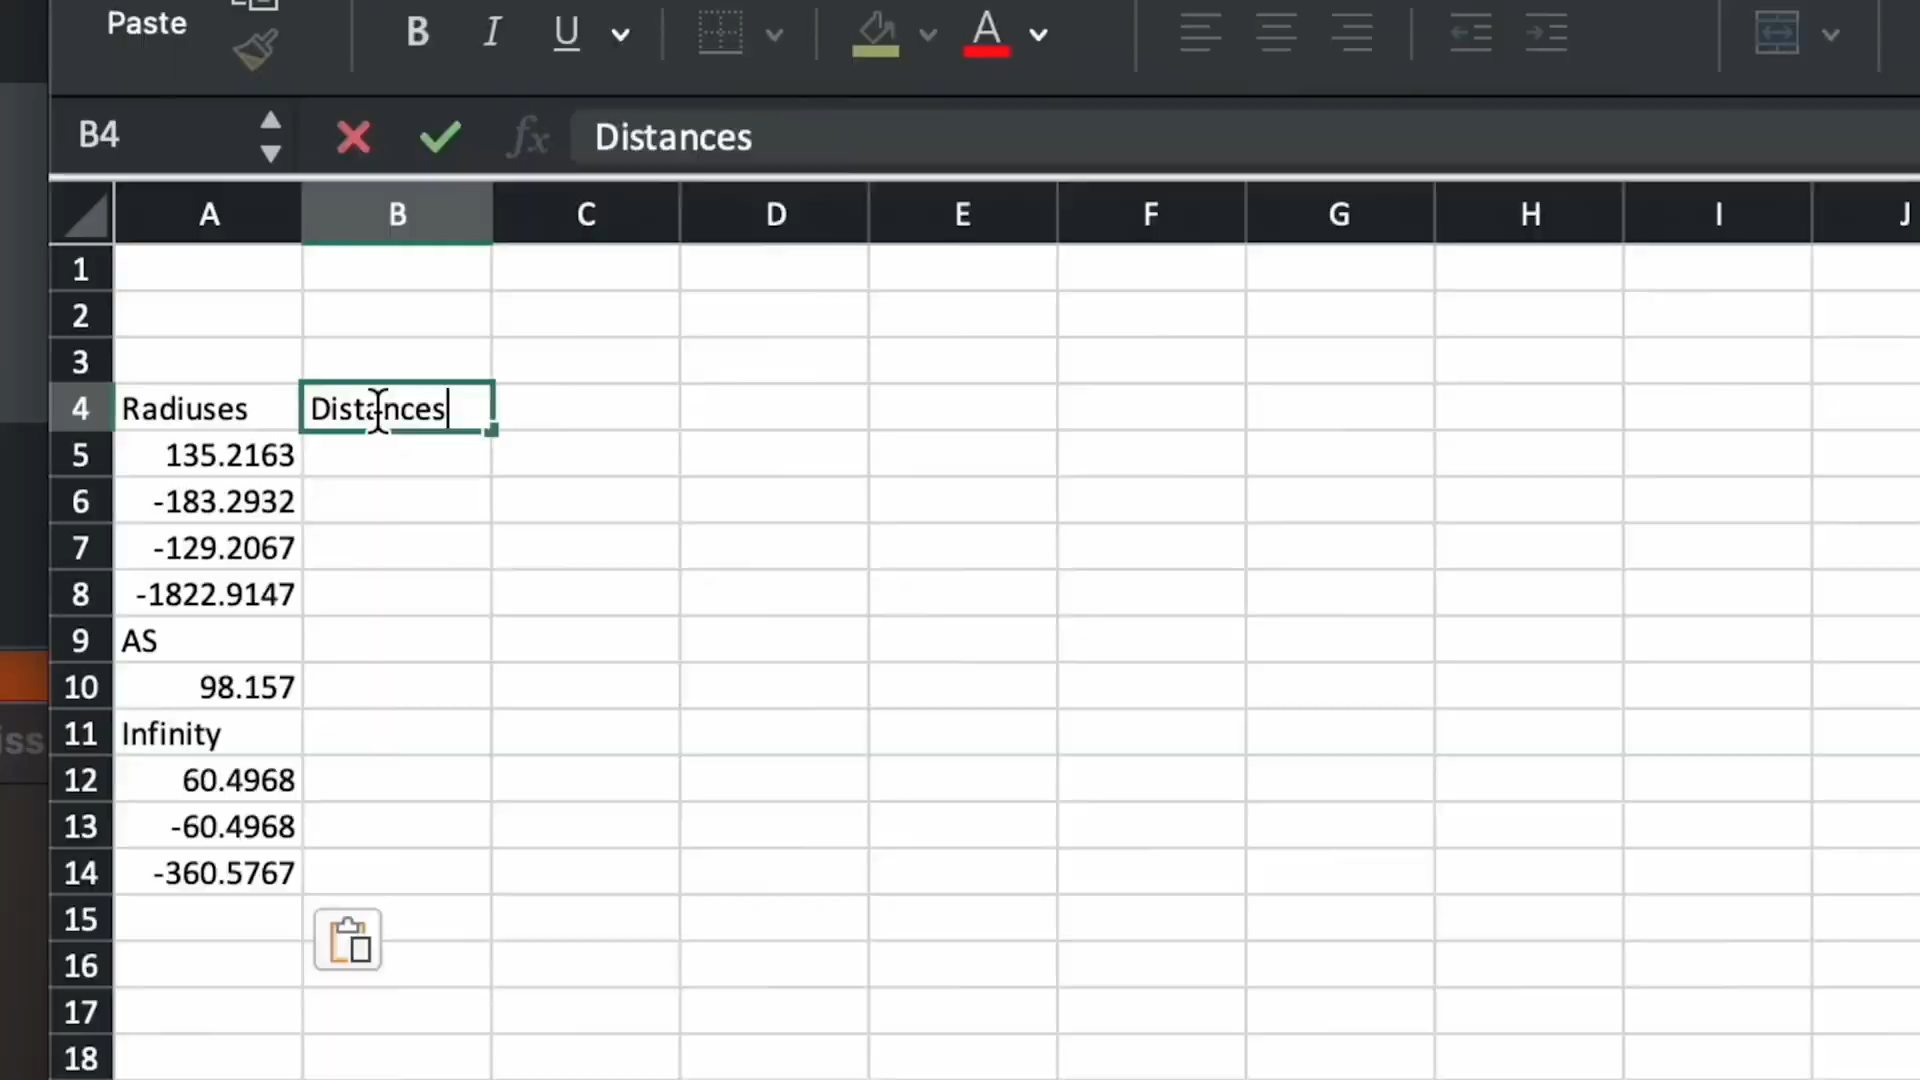 Paste
B I U A
B4 fx Distances
A B C D E F G H I J
1
2
3
4 Radiuses Distances
5 135.2163
6 -183.2932
7 -129.2067
8 -1822.9147
9 AS
10 98.157
11 Infinity
iss
12 60.4968
13 -60.4968
14 -360.5767
15
16
17
18